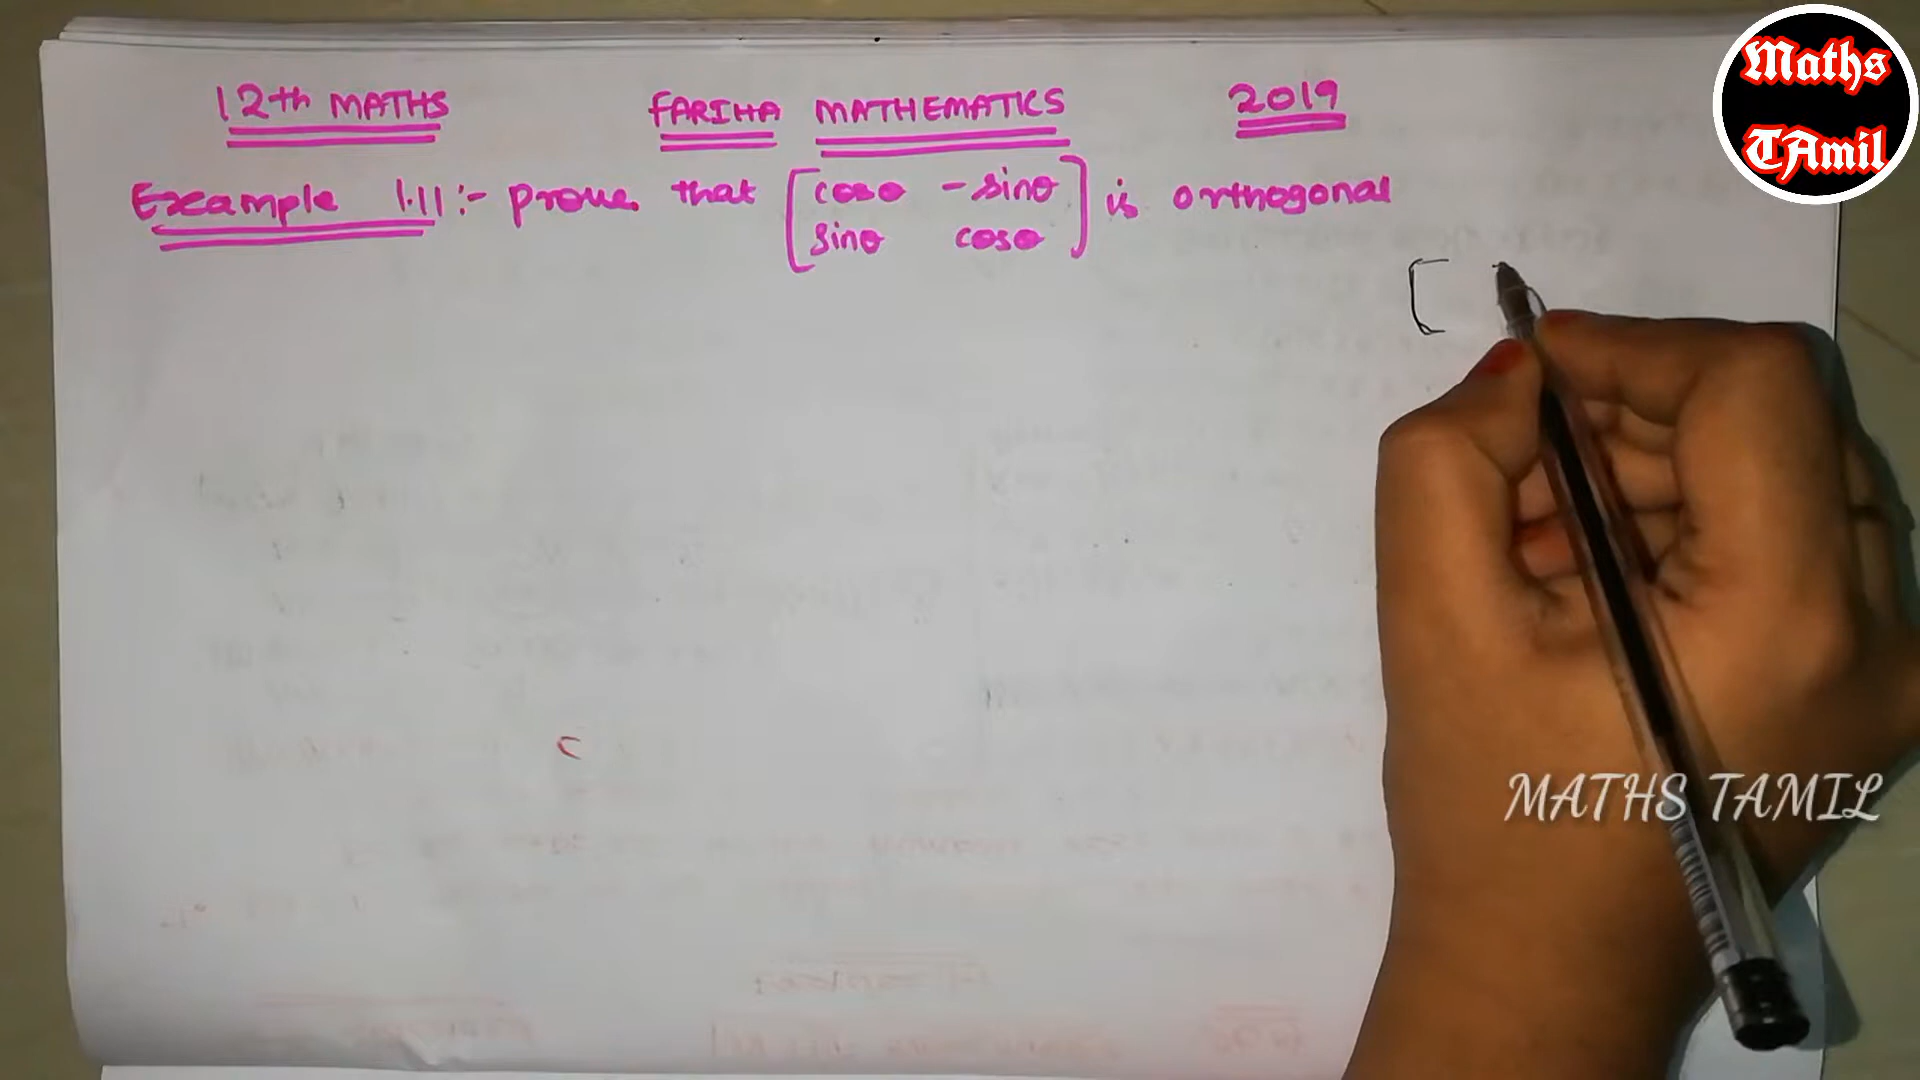 Maths
TAmil
12th MATHS FARIHA MATHEMATICS 2019
Example 1.11 :- Prove that [cosθ -sinθ] is orthogonal
[sinθ cosθ]
MATHS TAMIL